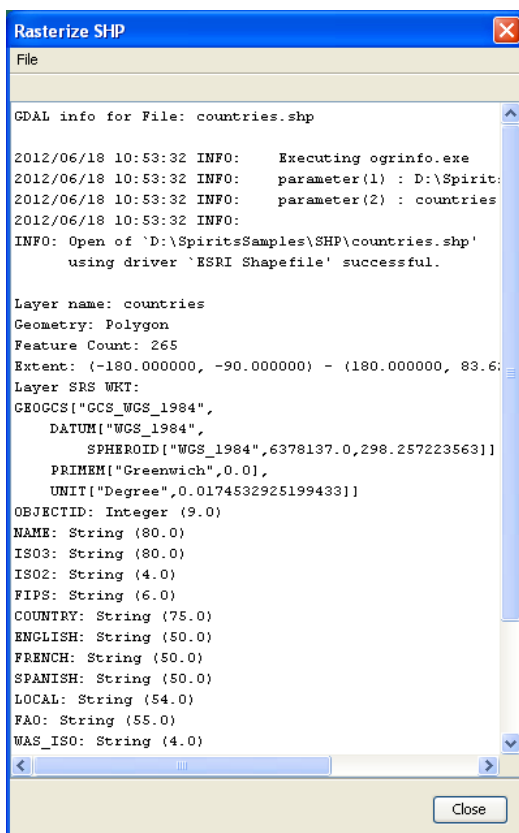 Rasterize SHP
File
GDAL info for File: countries.shp
2012/06/18 10:53:32 INFO:    Executing ogrinfo.exe
2012/06/18 10:53:32 INFO:    parameter(1) : D:\Spirit
2012/06/18 10:53:32 INFO:    parameter(2) : countries
2012/06/18 10:53:32 INFO:
INFO: Open of `D:\SpiritsSamples\SHP\countries.shp'
      using driver `ESRI Shapefile' successful.
Layer name: countries
Geometry: Polygon
Feature Count: 265
Extent: (-180.000000, -90.000000) - (180.000000, 83.6
Layer SRS WKT:
GEOGCS["GCS_WGS_1984",
    DATUM["WGS_1984",
        SPHEROID["WGS_1984",6378137.0,298.257223563]]
    PRIMEM["Greenwich",0.0],
    UNIT["Degree",0.0174532925199433]]
OBJECTID: Integer (9.0)
NAME: String (80.0)
ISO3: String (80.0)
ISO2: String (4.0)
FIPS: String (6.0)
COUNTRY: String (75.0)
ENGLISH: String (50.0)
FRENCH: String (50.0)
SPANISH: String (50.0)
LOCAL: String (54.0)
FAO: String (55.0)
WAS_ISO: String (4.0)
Close